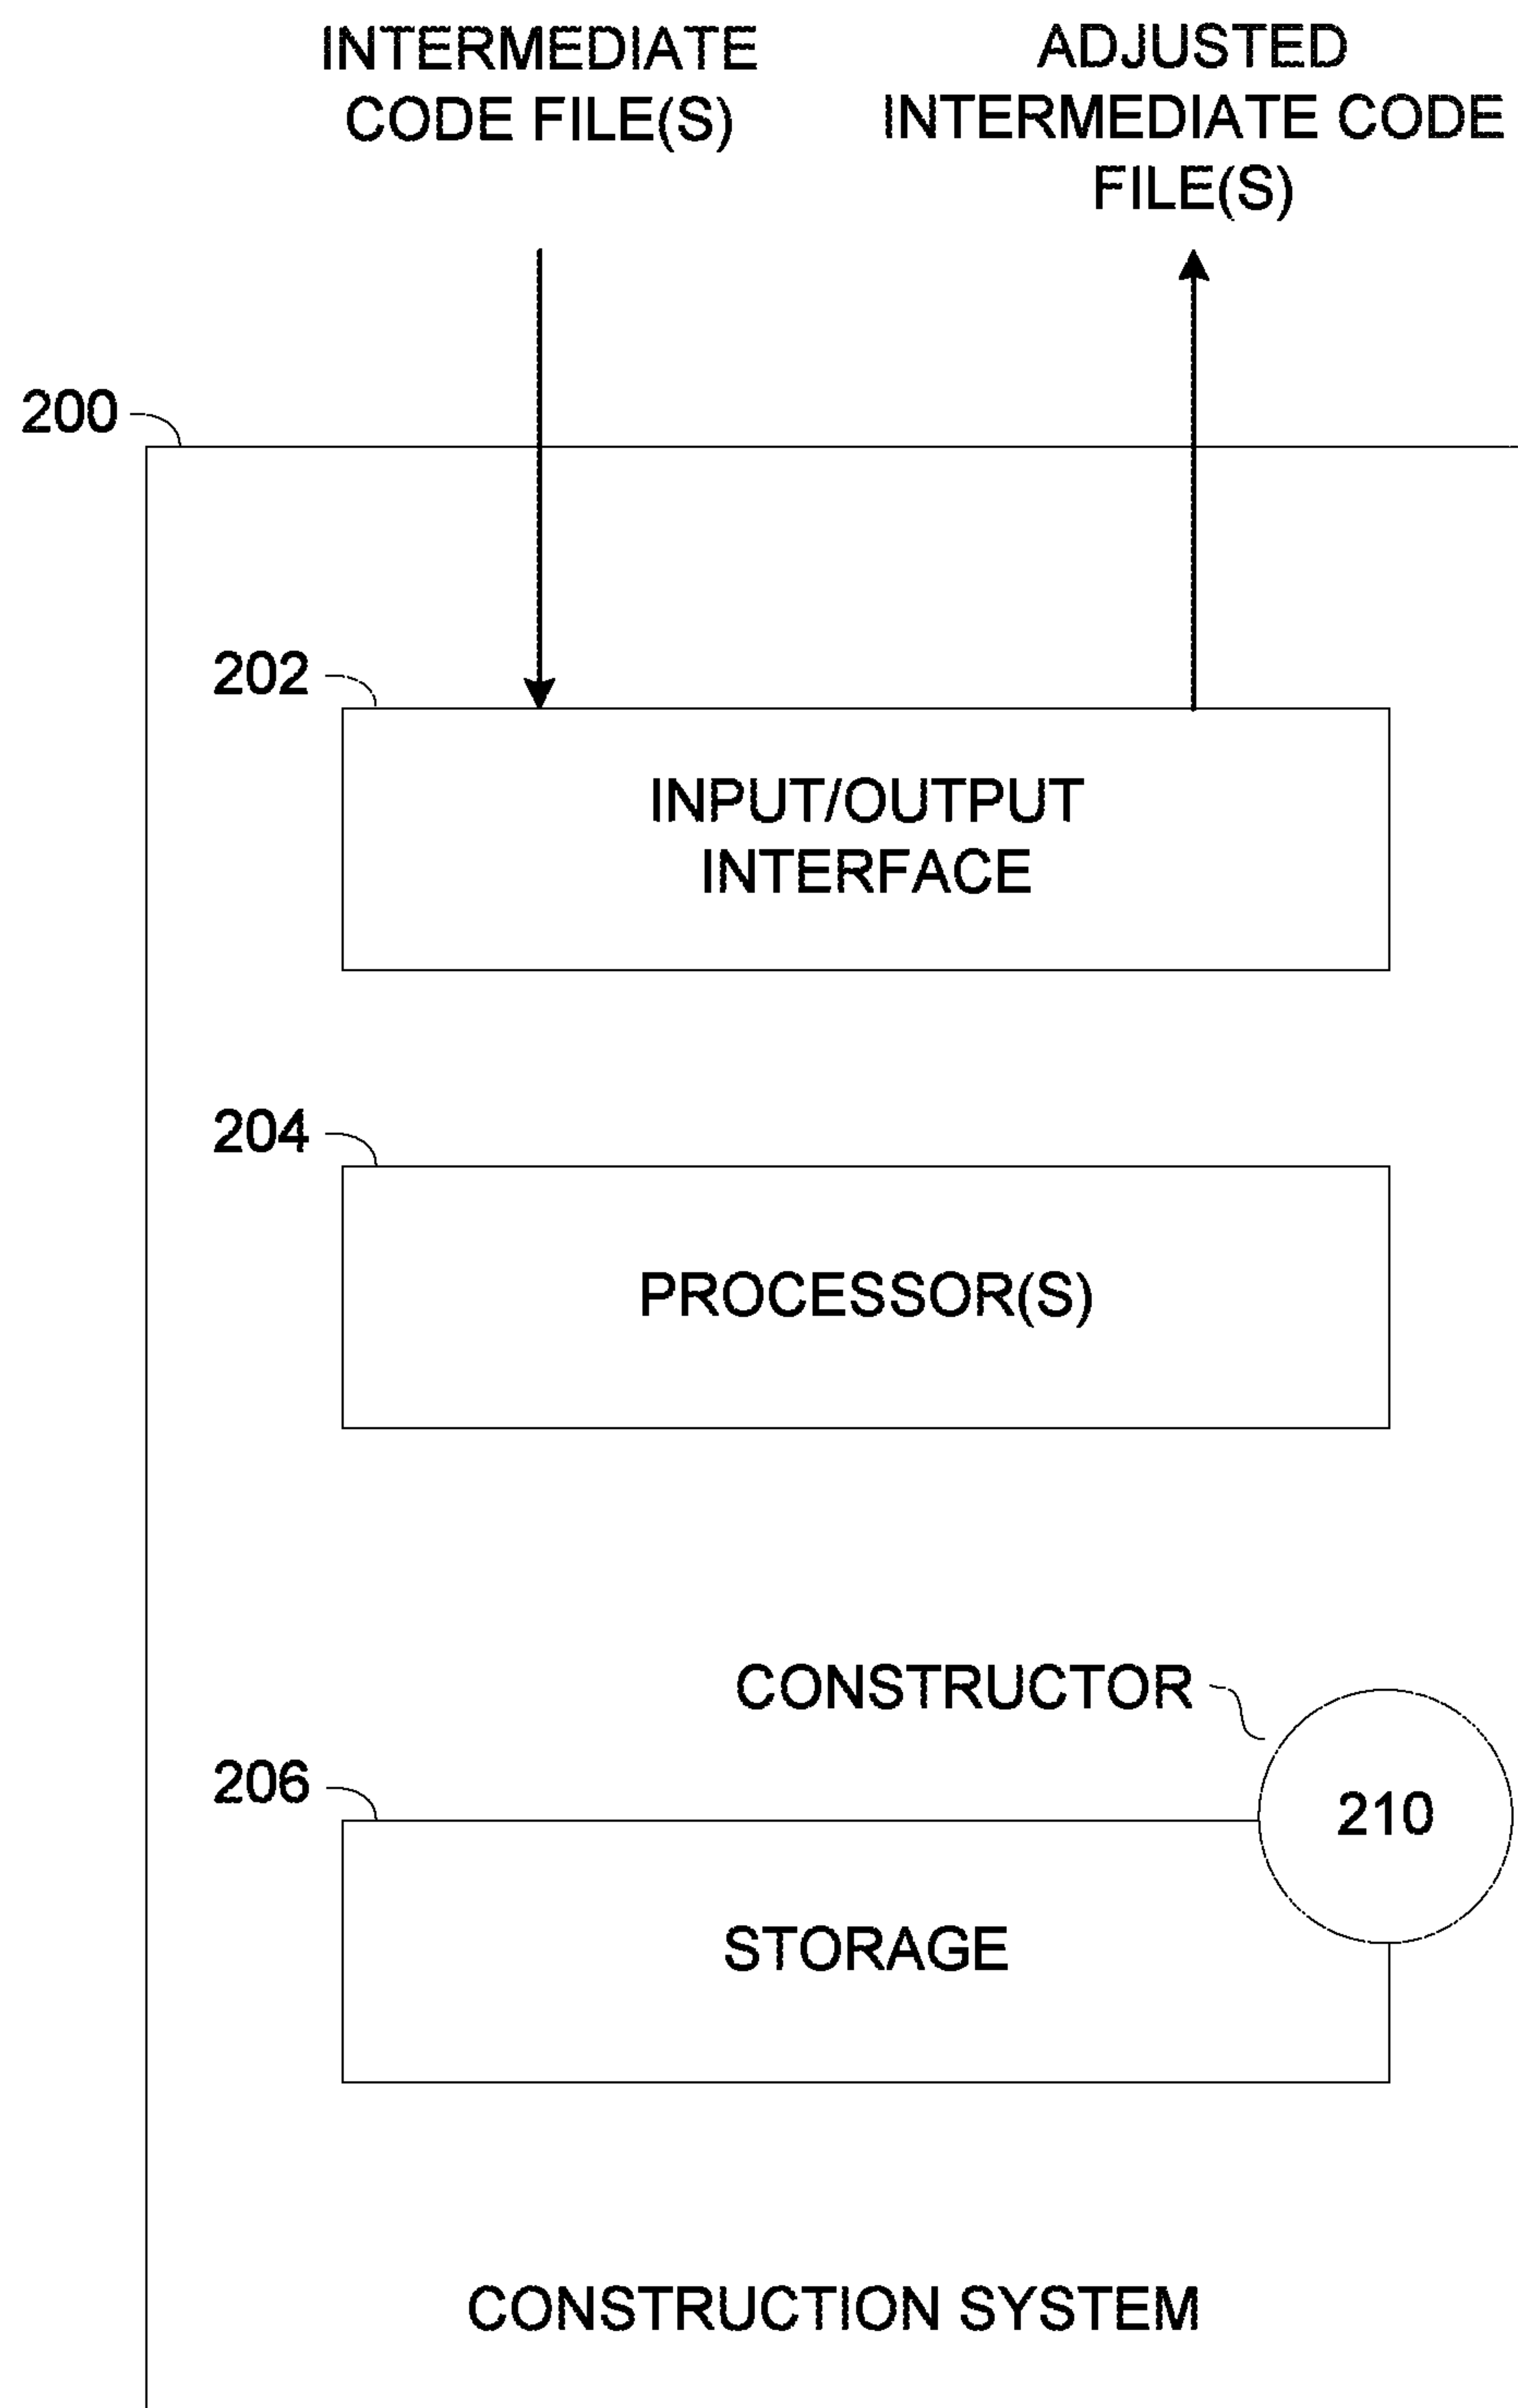 INTERMEDIATE
CODE FILE(S)
ADJUSTED
INTERMEDIATE CODE
FILE(S)
200
202
INPUT/OUTPUT
INTERFACE
204
PROCESSOR(S)
CONSTRUCTOR
206
210
STORAGE
CONSTRUCTION SYSTEM